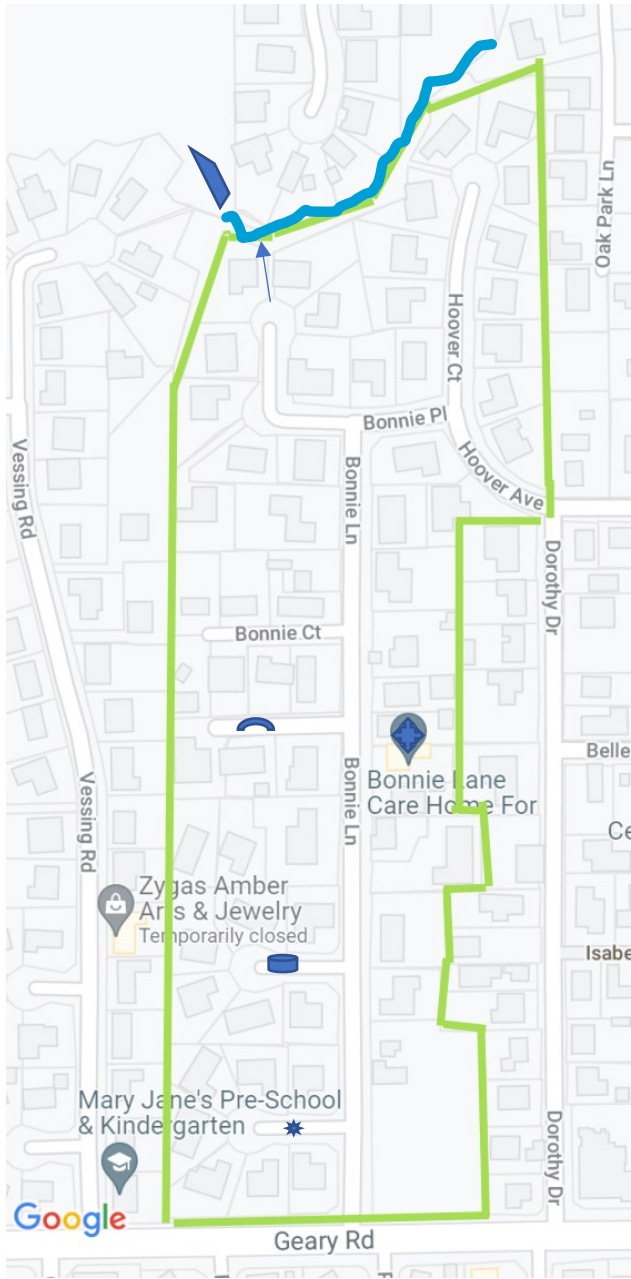 Oak Park Ln
Hoover Ct
Bonnie Pl
Hoover Ave
Vessing Rd
Bonnie Ln
Dorothy Dr
Bonnie Ct
Belle
Bonnie Ln
Bonnie Lane
Care Home For
Vessing Rd
Ce
Zygas Amber
Arts & Jewelry
Temporarily closed
Isabe
Mary Jane's Pre-School
& Kindergarten
Dorothy Dr
Google
Geary Rd